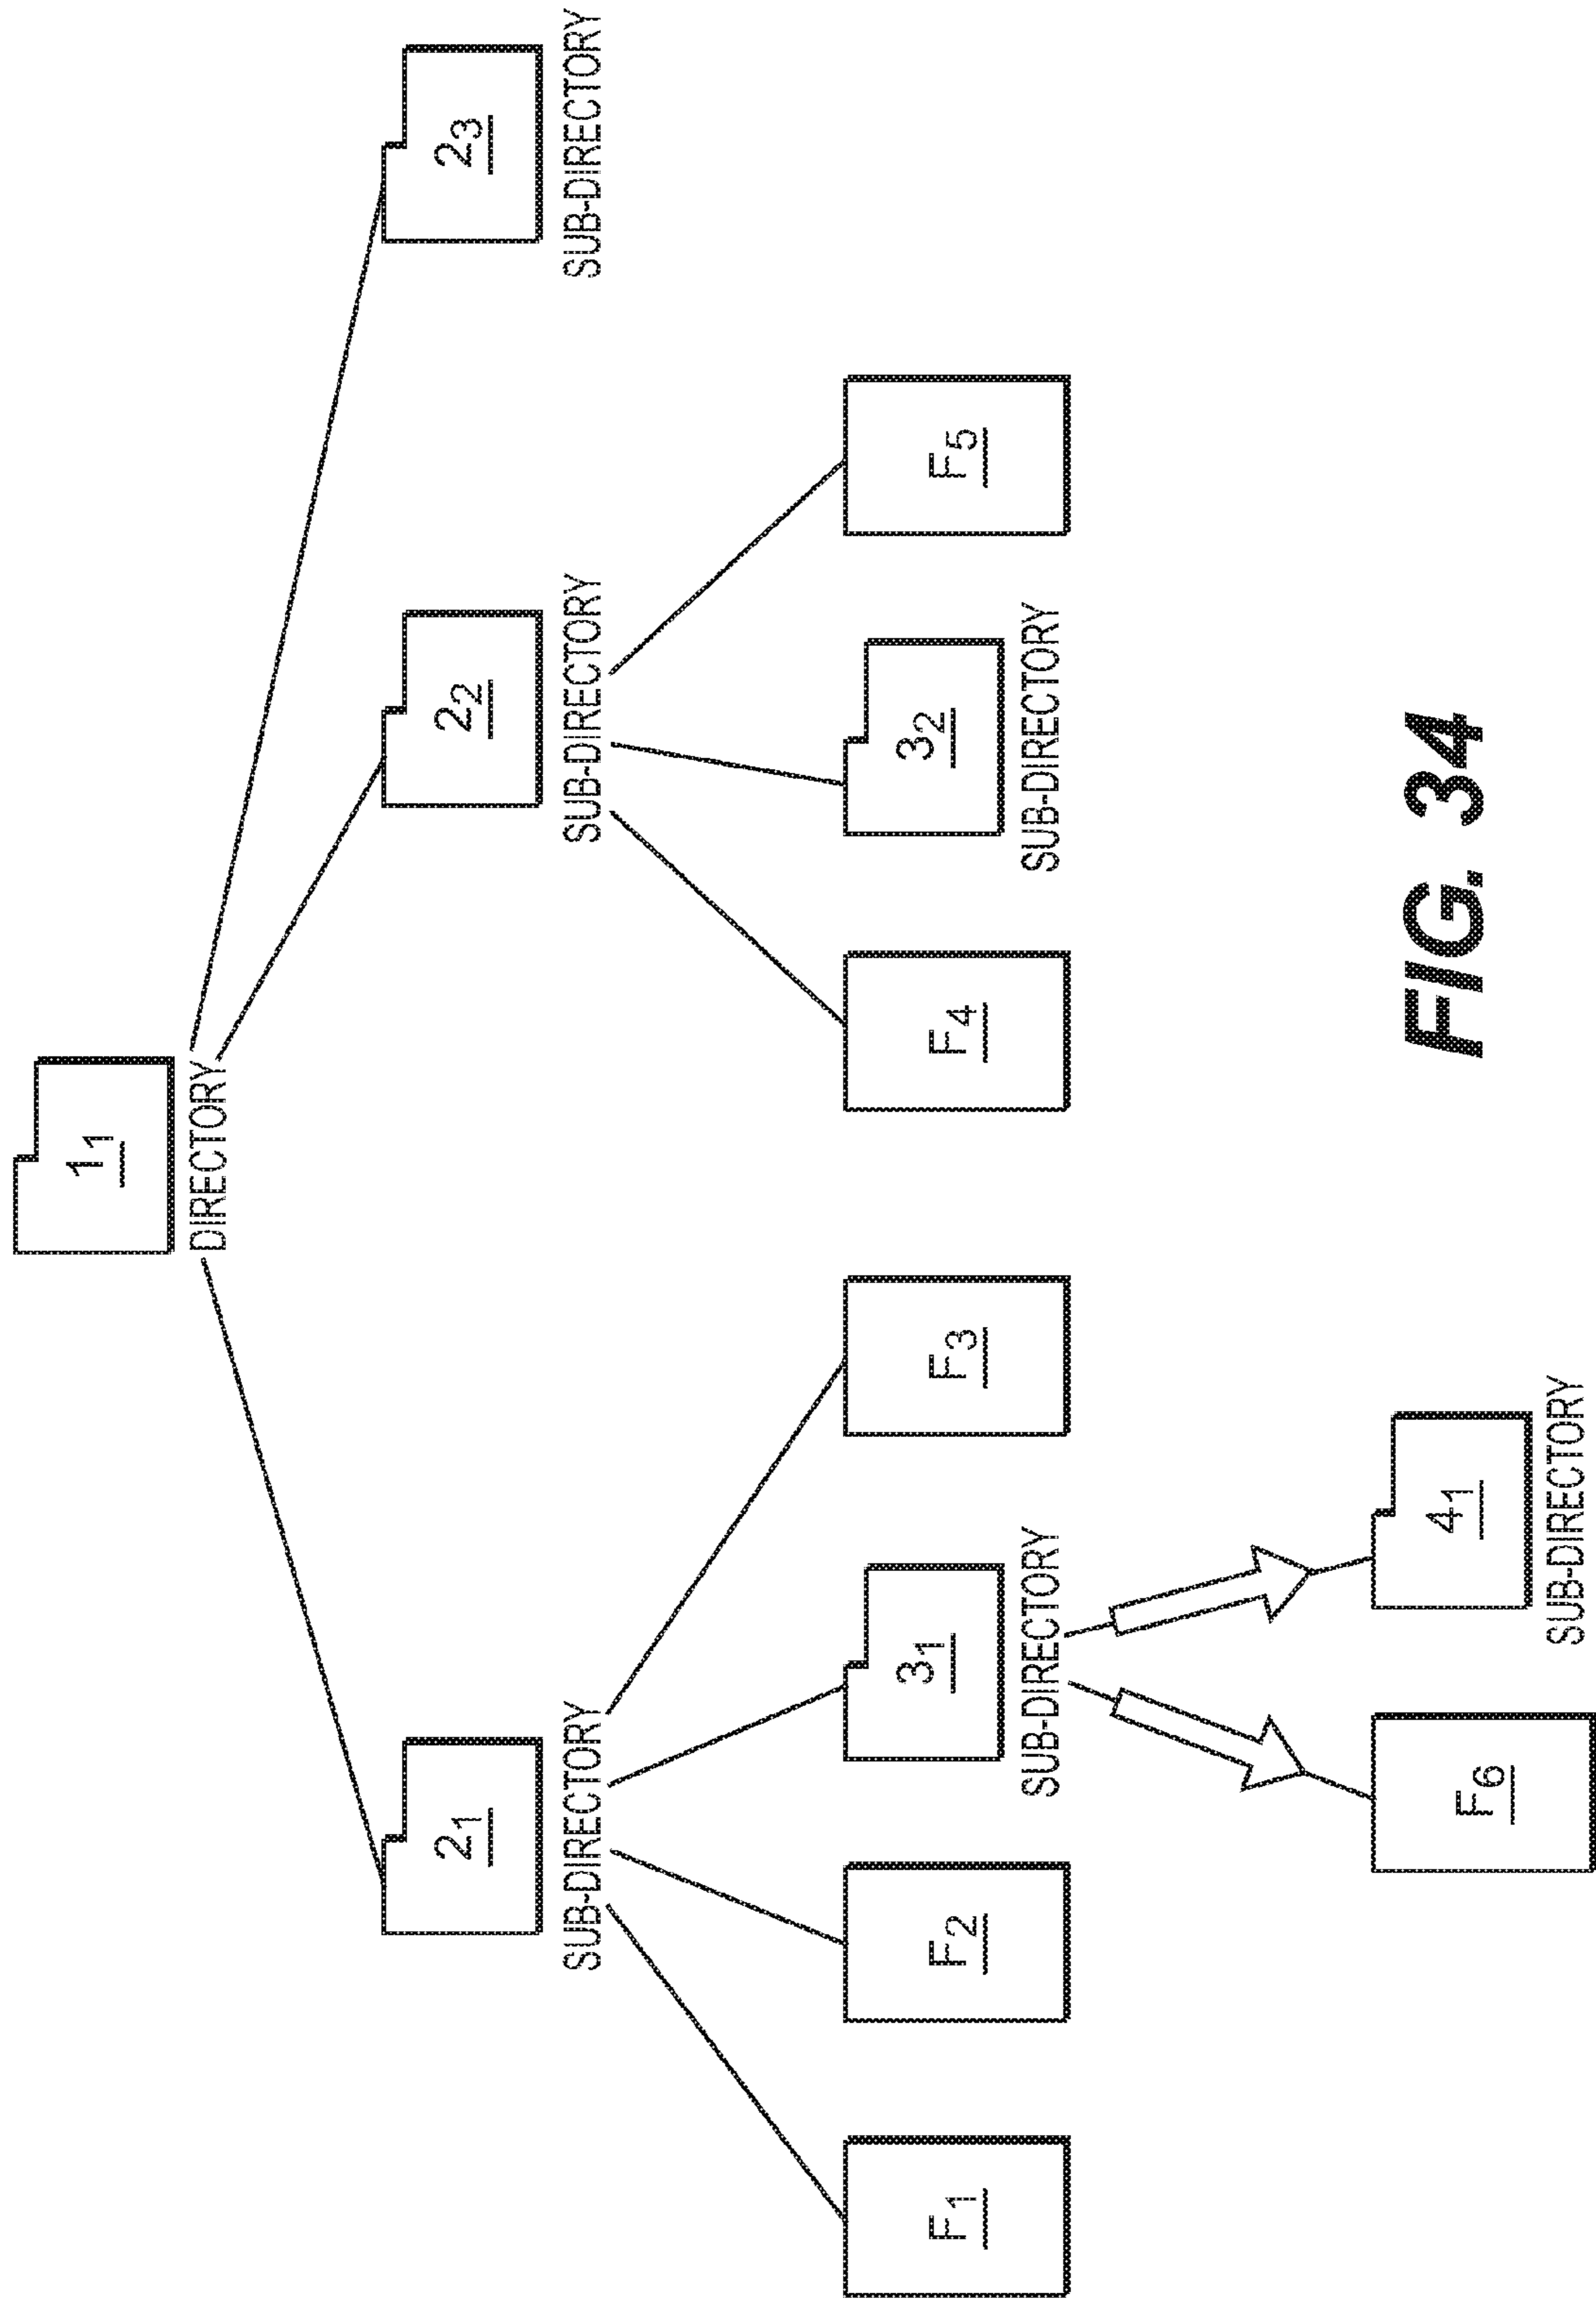 1₁
DIRECTORY
2₁
SUB-DIRECTORY
2₂
SUB-DIRECTORY
2₃
SUB-DIRECTORY
F₁
F₂
3₁
SUB-DIRECTORY
F₃
F₄
3₂
SUB-DIRECTORY
F₅
F₆
4₁
SUB-DIRECTORY
FIG. 34